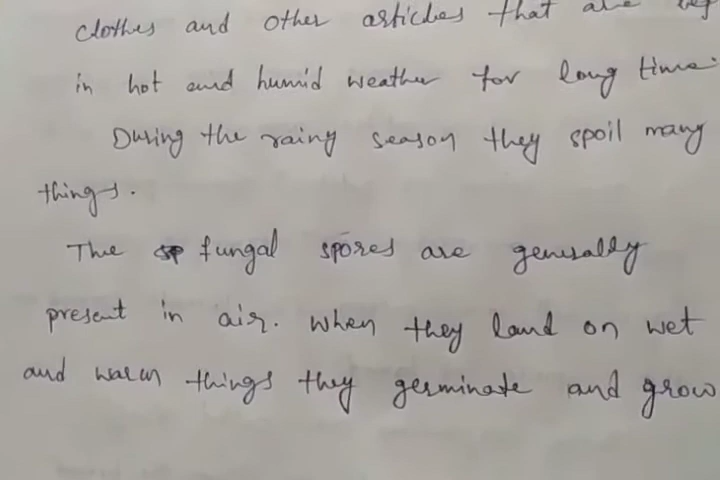 clothes and other articles that are
in hot and humid weather for long time.
During the rainy season they spoil many
things.
The fungal spores are generally
present in air. When they land on wet
and warm things they germinate and grow